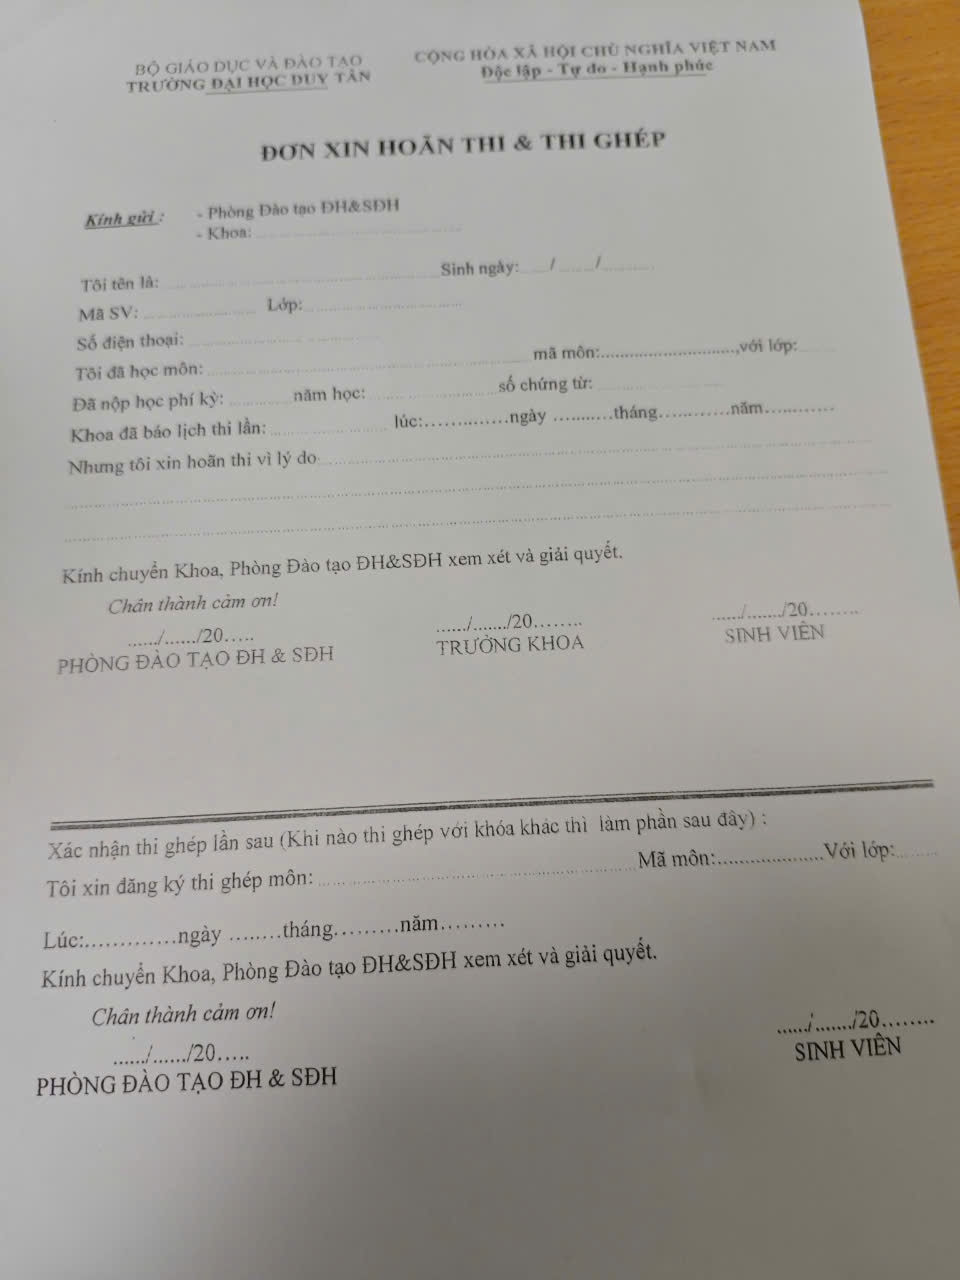 BỘ GIÁO DỤC VÀ ĐÀO TẠO
TRƯỜNG ĐẠI HỌC DUY TÂN
CỘNG HÒA XÃ HỘI CHỦ NGHĨA VIỆT NAM
Độc lập - Tự do - Hạnh phúc
ĐƠN XIN HOÃN THI & THI GHÉP
Kính gửi : - Phòng Đào tạo ĐH&SĐH
- Khoa: ........................
Tôi tên là: ........................ Sinh ngày: ....../......./..........
Mã SV: .................... Lớp: ........................
Số điện thoại: ........................
Tôi đã học môn: ........................ mã môn:..........................,với lớp: .......
Đã nộp học phí kỳ: ............năm học: .................... số chứng từ: ....................
Khoa đã báo lịch thi lần: .................... lúc:..............ngày ...........tháng.............năm.............
Nhưng tôi xin hoãn thi vì lý do ........................
........................
........................
Kính chuyển Khoa, Phòng Đào tạo ĐH&SĐH xem xét và giải quyết.
Chân thành cảm ơn!
....../....../20..... ....../......./20........ ....../......./20........
PHÒNG ĐÀO TẠO ĐH & SĐH TRƯỞNG KHOA SINH VIÊN
Xác nhận thi ghép lần sau (Khi nào thi ghép với khóa khác thì làm phần sau đây) :
Tôi xin đăng ký thi ghép môn: ........................ Mã môn:....................Với lớp:........
Lúc:..............ngày ........tháng..........năm..........
Kính chuyển Khoa, Phòng Đào tạo ĐH&SĐH xem xét và giải quyết.
Chân thành cảm ơn!
....../....../20..... ....../......./20........
PHÒNG ĐÀO TẠO ĐH & SĐH SINH VIÊN